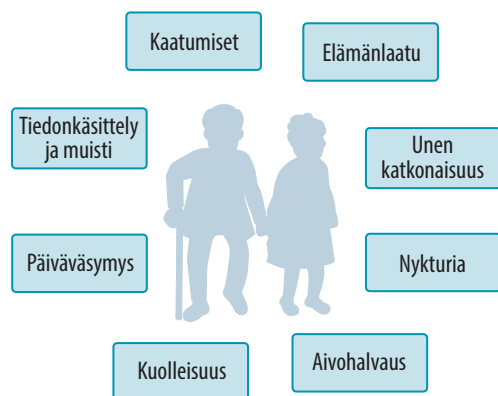 Kaatumiset
Elämänlaatu
Tiedonkäsittely
ja muisti
Unen
katkonaisuus
Päiväväsymys
Nykturia
Kuolleisuus
Aivohalvaus